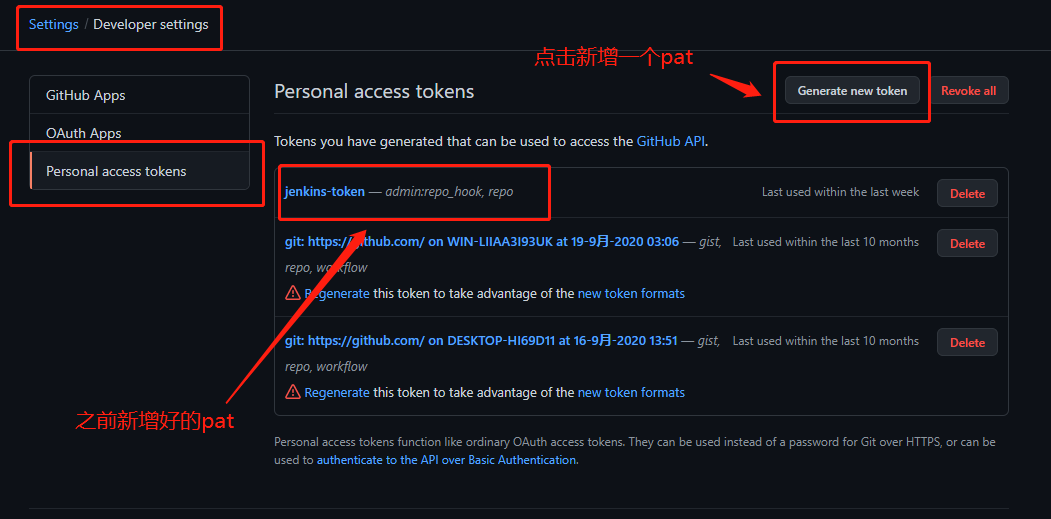 Settings / Developer settings
点击新增一个pat
GitHub Apps
OAuth Apps
Personal access tokens
Personal access tokens
Generate new token
Revoke all
Tokens you have generated that can be used to access the GitHub API.
jenkins-token — admin:repo_hook, repo
Last used within the last week
Delete
git: https://github.com/ on WIN-LIIAA3I93UK at 19-9月-2020 03:06 — gist,
repo, workflow
Last used within the last 10 months
Delete
Regenerate this token to take advantage of the new token formats
git: https://github.com/ on DESKTOP-HI69D11 at 16-9月-2020 13:51 — gist,
repo, workflow
Last used within the last 10 months
Delete
Regenerate this token to take advantage of the new token formats
之前新增好的pat
Personal access tokens function like ordinary OAuth access tokens. They can be used instead of a password for Git over HTTPS, or can be
used to authenticate to the API over Basic Authentication.